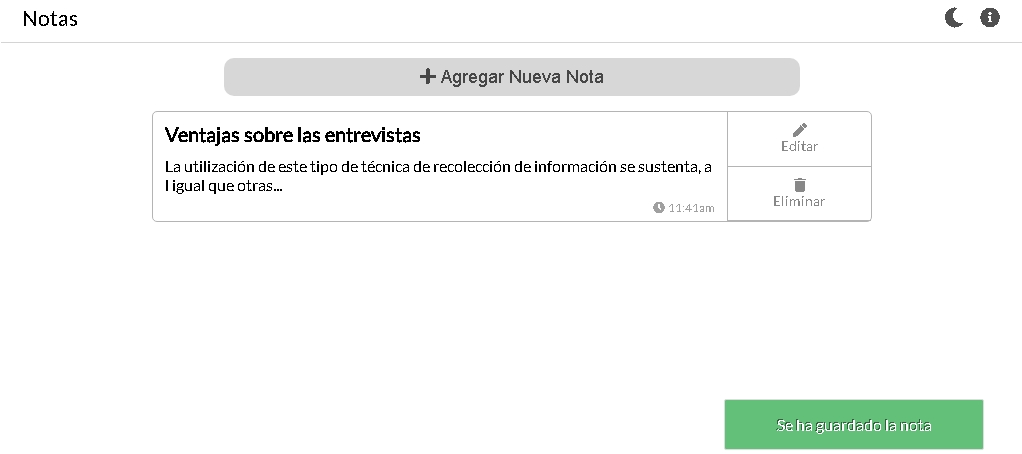 Notas
Agregar Nueva Nota
Ventajas sobre las entrevistas
La utilización de este tipo de técnica de recolección de información se sustenta, a
l igual que otras...
11:41am
Editar
Eliminar
Se ha guardado la nota